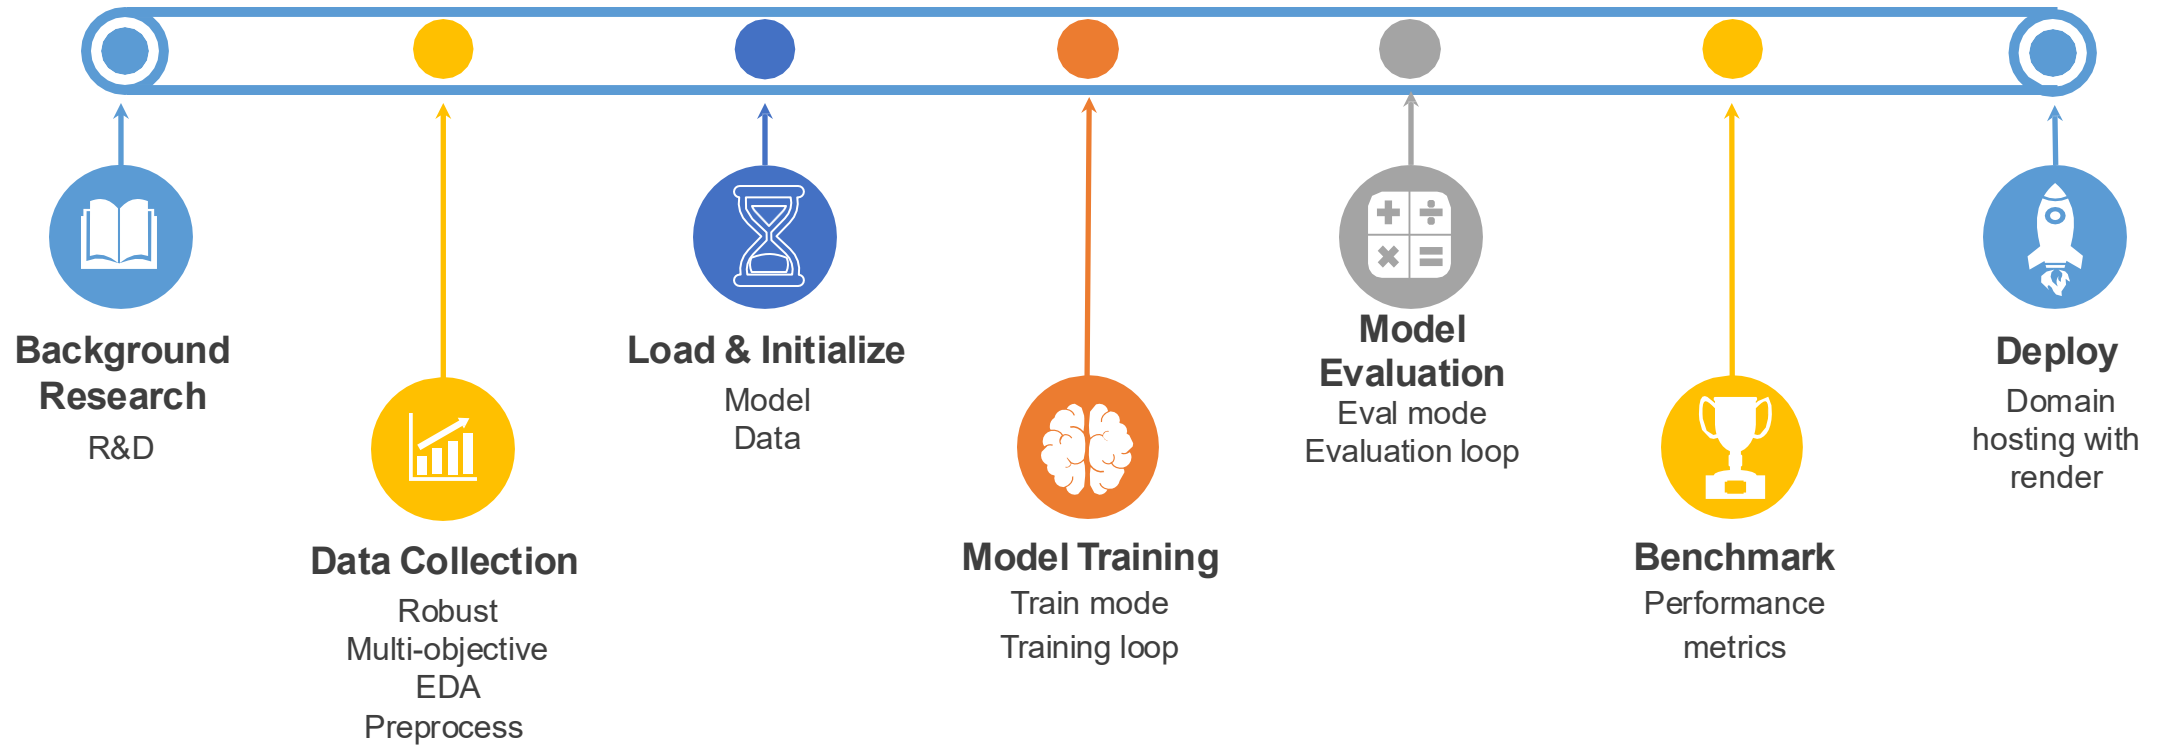 Background
Research
R&D
Data Collection
Robust
Multi-objective
EDA
Preprocess
Load & Initialize
Model
Data
Model Training
Train mode
Training loop
Model
Evaluation
Eval mode
Evaluation loop
Benchmark
Performance
metrics
Deploy
Domain
hosting with
render